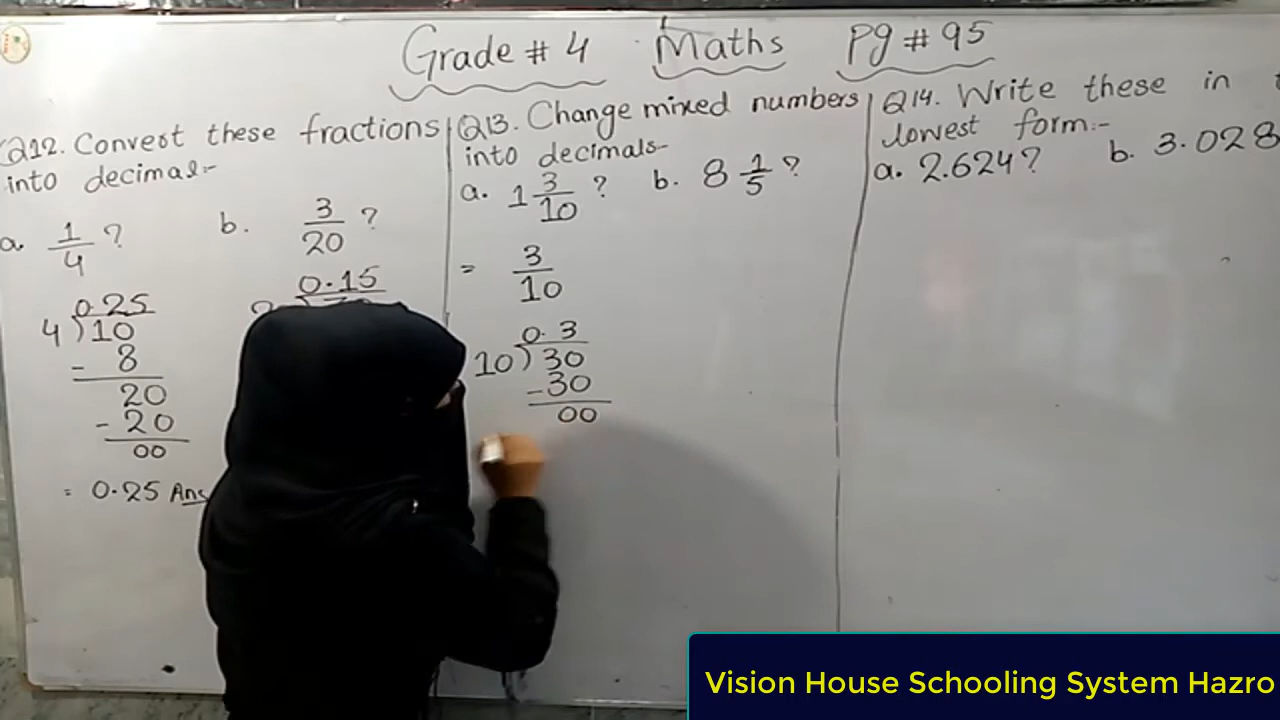 Grade # 4 Maths Pg # 95
Q12. Convert these fractions
into decimal:-
a. 1/4 ? b. 3/20 ?
0.25
4)10
- 8
20
- 20
00
= 0.25 Ans
0.15
Q13. Change mixed numbers
into decimals-
a. 1 3/10 ? b. 8 1/5 ?
= 3/10
0.3
10)30
-30
00
Q14. Write these in
lowest form:-
a. 2.624? b. 3.028
Vision House Schooling System Hazro